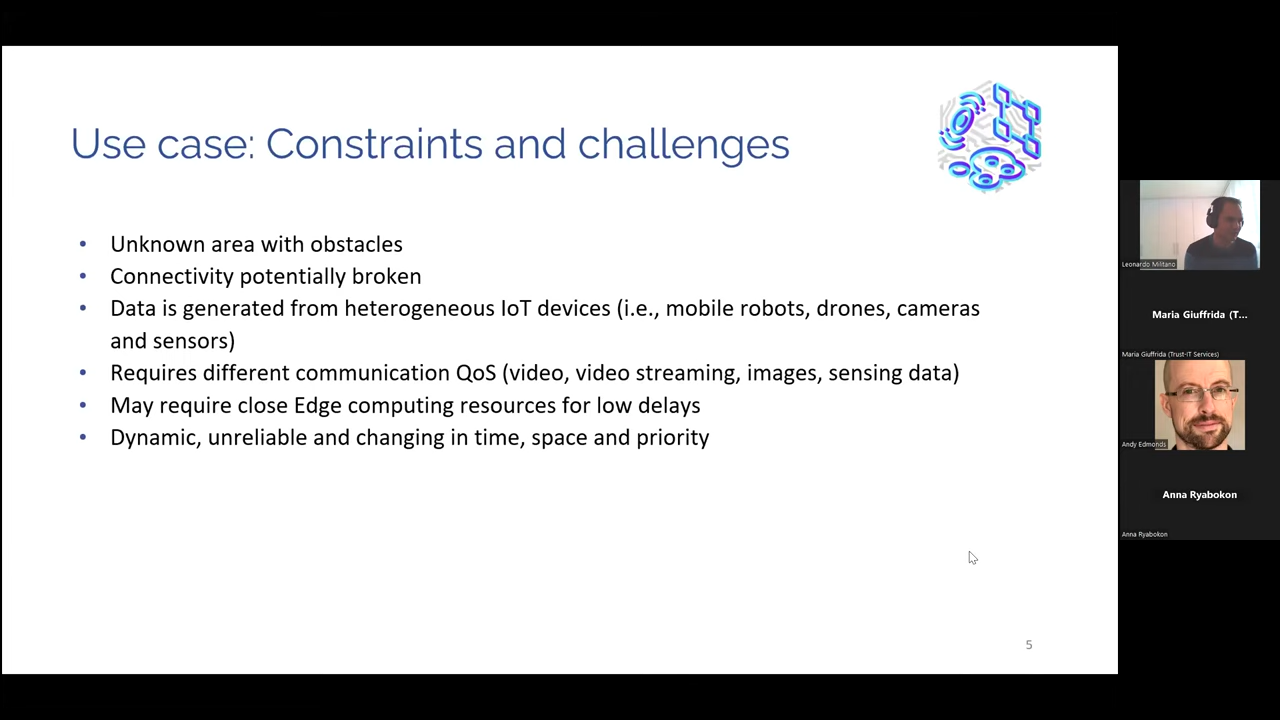 Use case: Constraints and challenges
• Unknown area with obstacles
• Connectivity potentially broken
• Data is generated from heterogeneous IoT devices (i.e., mobile robots, drones, cameras
and sensors)
• Requires different communication QoS (video, video streaming, images, sensing data)
• May require close Edge computing resources for low delays
• Dynamic, unreliable and changing in time, space and priority
5
Leonardo Militano
Maria Giuffrida (T...
Maria Giuffrida (Trust-IT Services)
Andy Edmonds
Anna Ryabokon
Anna Ryabokon